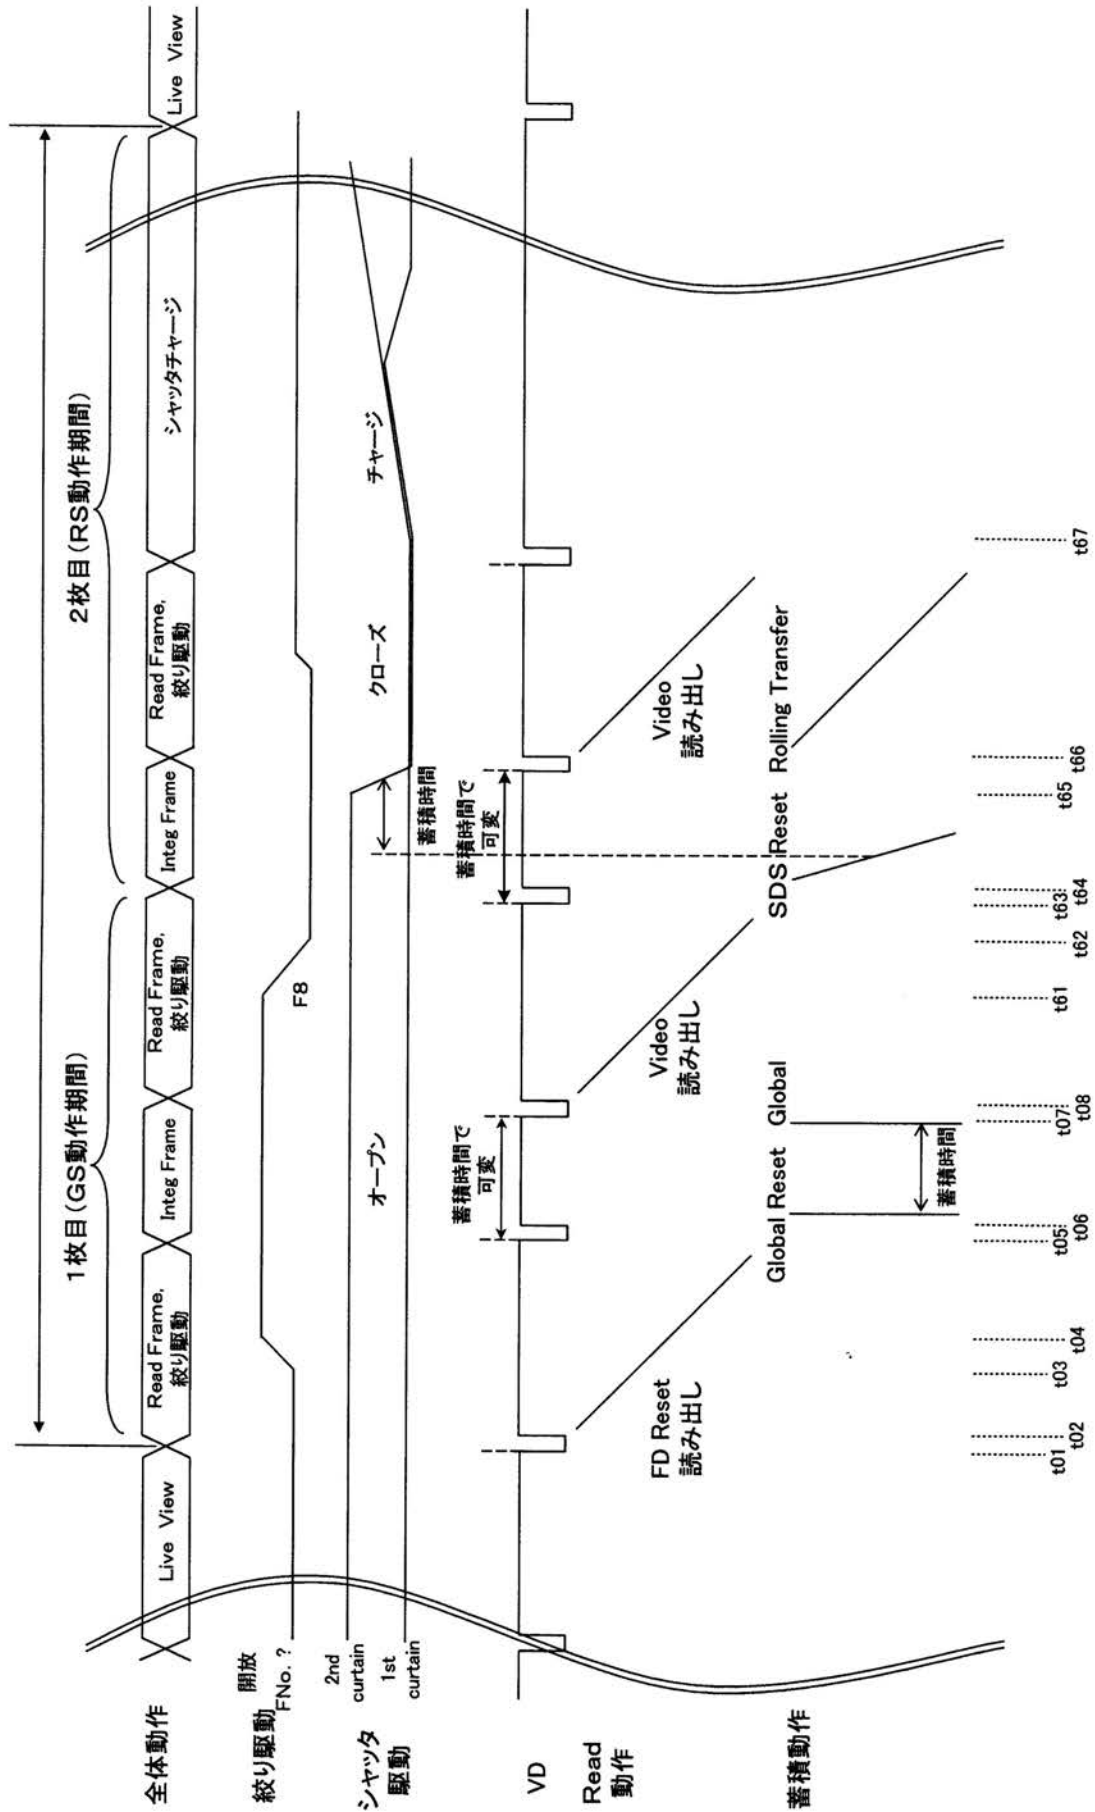 1枚目(GS動作期間)
2枚目(RS動作期間)
全体動作
Live View
Read Frame,
絞り駆動
Integ Frame
Read Frame,
絞り駆動
Integ Frame
Read Frame,
絞り駆動
シャッタチャージ
Live View
絞り駆動
開放
FNo. ?
F8
シャッタ
駆動
2nd
curtain
1st
curtain
オープン
蓄積時間
クローズ
チャージ
VD
蓄積時間で
可変
蓄積時間で
可変
Read
動作
FD Reset
読み出し
Video
読み出し
Video
読み出し
蓄積動作
Global Reset
Global
SDS Reset
Rolling Transfer
蓄積時間
t01
t02
t03
t04
t05
t06
t07
t08
t61
t62
t63
t64
t65
t66
t67